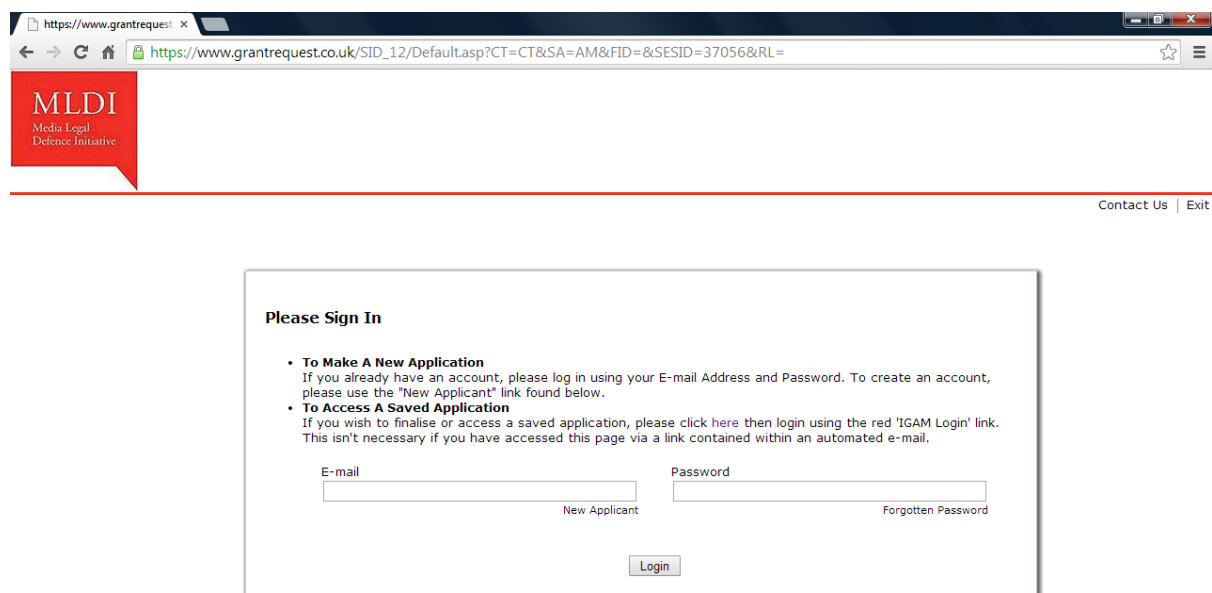 https://www.grantrequest
https://www.grantrequest.co.uk/SID_12/Default.asp?CT=CT&SA=AM&FID=&SESID=37056&RL=
MLDI
Media Legal
Defence Initiative
Contact Us | Exit
Please Sign In
• To Make A New Application
If you already have an account, please log in using your E-mail Address and Password. To create an account,
please use the "New Applicant" link found below.
• To Access A Saved Application
If you wish to finalise or access a saved application, please click here then login using the red 'IGAM Login' link.
This isn't necessary if you have accessed this page via a link contained within an automated e-mail.
E-mail Password
New Applicant Forgotten Password
Login